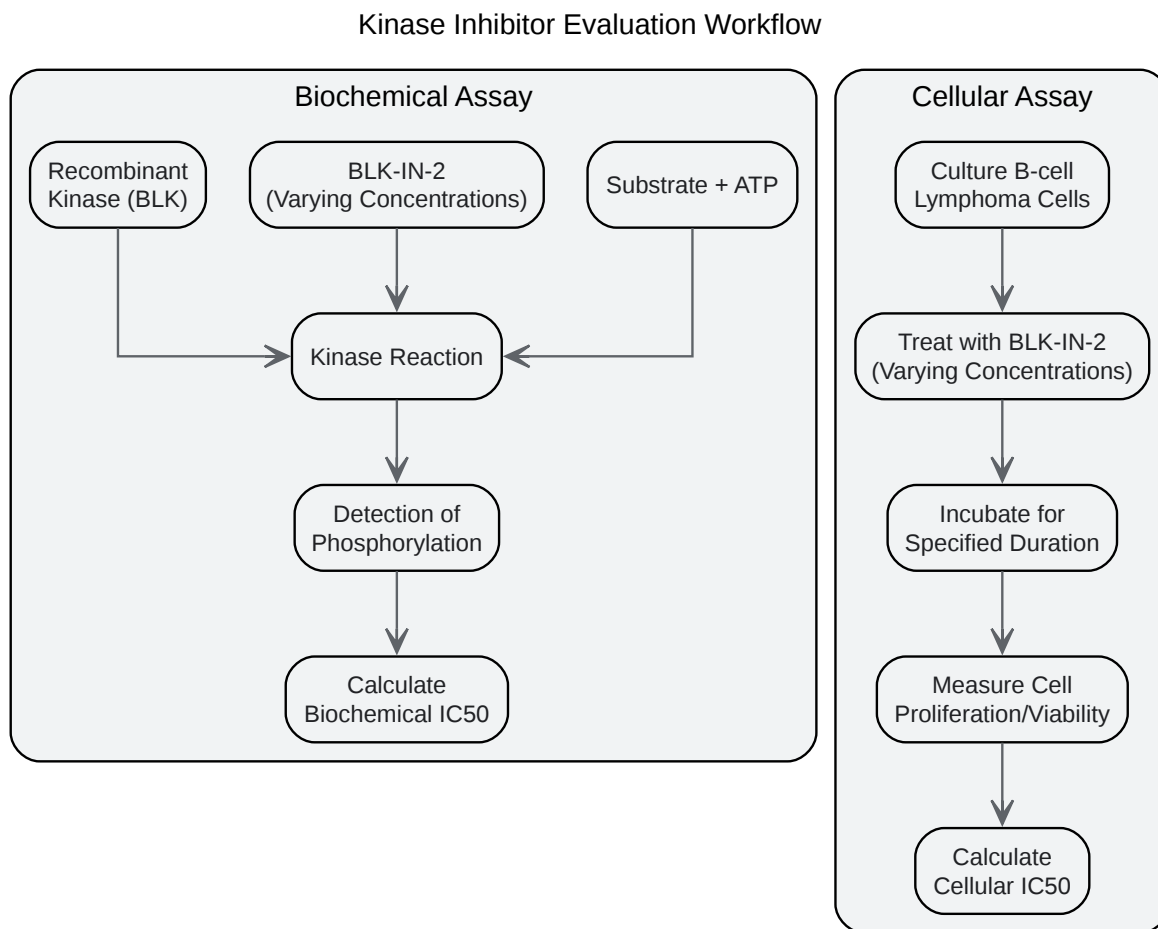 Kinase Inhibitor Evaluation Workflow
Biochemical Assay
Recombinant
Kinase (BLK)
BLK-IN-2
(Varying Concentrations)
Substrate + ATP
Kinase Reaction
Detection of
Phosphorylation
Calculate
Biochemical IC50
Cellular Assay
Culture B-cell
Lymphoma Cells
Treat with BLK-IN-2
(Varying Concentrations)
Incubate for
Specified Duration
Measure Cell
Proliferation/Viability
Calculate
Cellular IC50